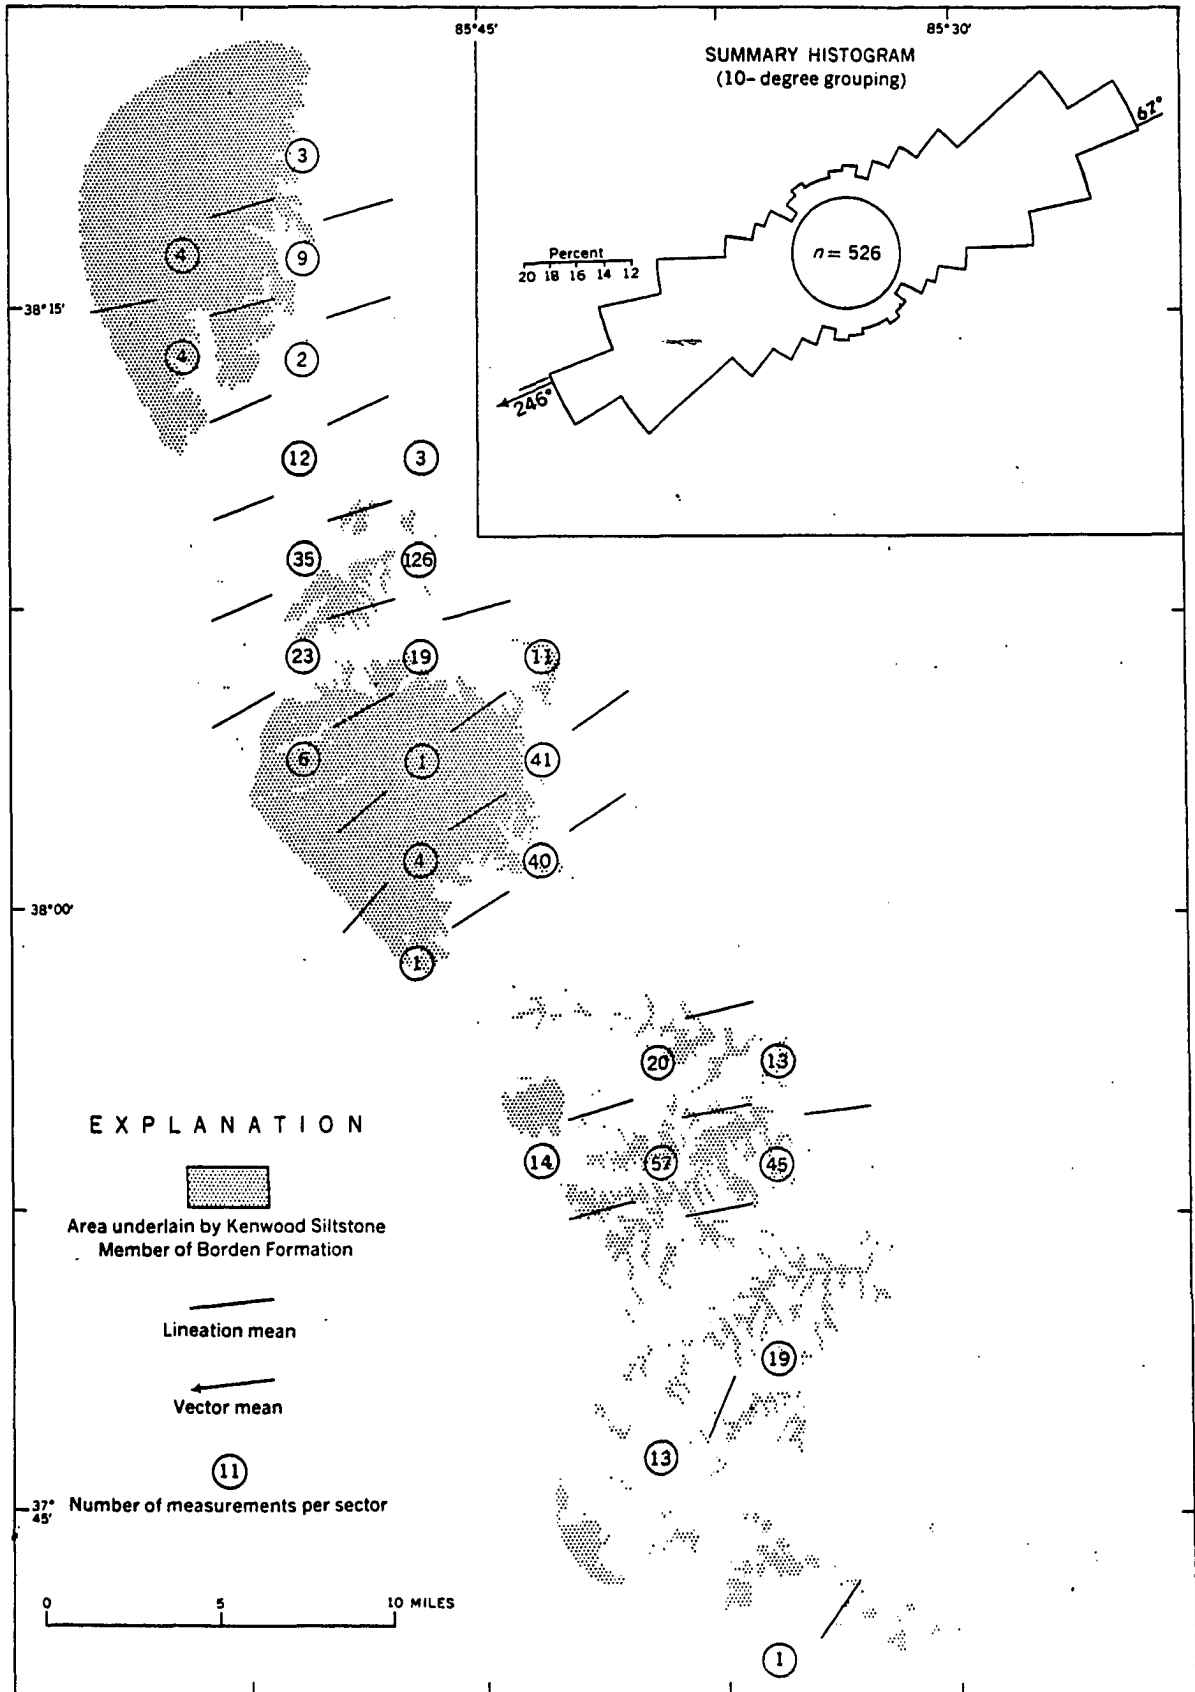 85°45'
85°30'
SUMMARY HISTOGRAM
(10- degree grouping)
67°
3
4
9
n = 526
Percent
20 18 16 14 12
38°15'
4
2
246°
12
3
35
126
23
19
11
6
1
41
4
40
38°00'
1
20
13
EXPLANATION
14
57
45
Area underlain by Kenwood Siltstone
Member of Borden Formation
Lineation mean
19
Vector mean
13
11
Number of measurements per sector
37°
45'
0 5 10 MILES
1